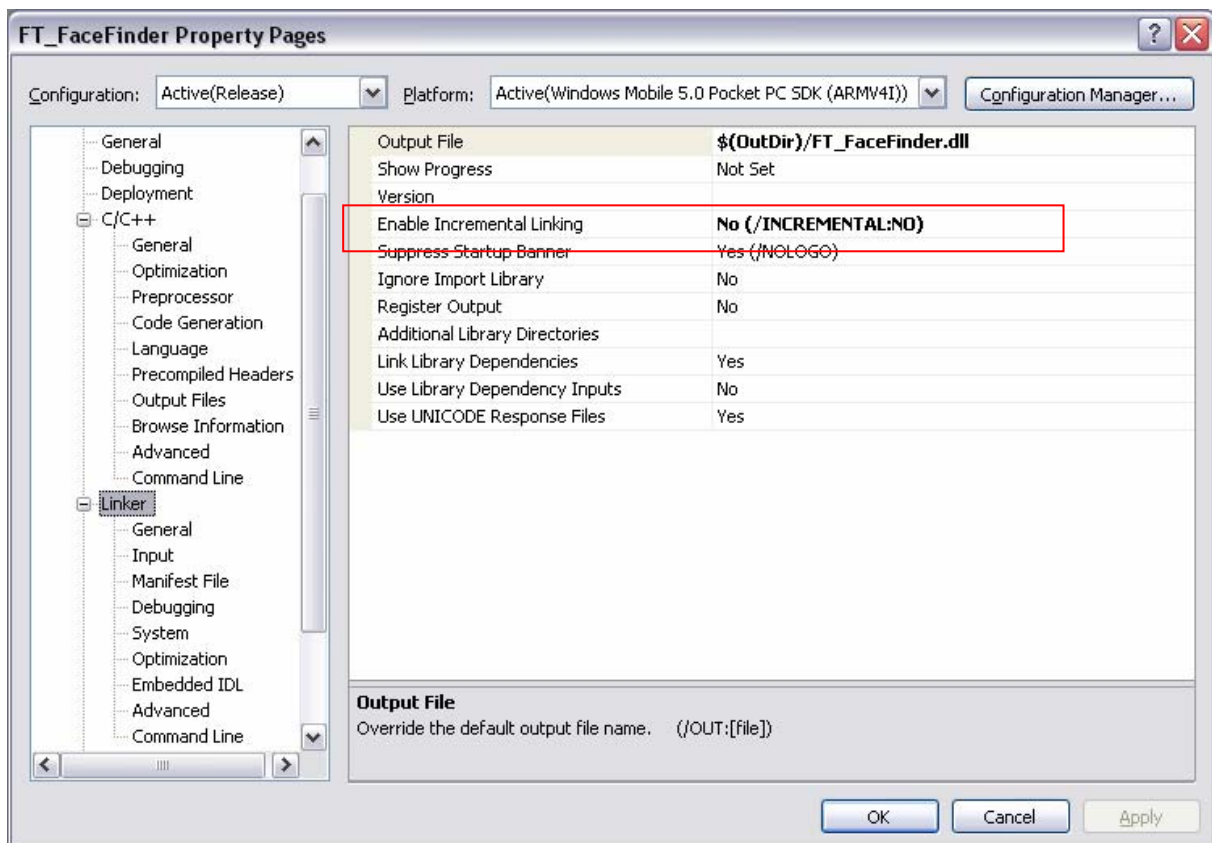 FT_FaceFinder Property Pages
Configuration: Active(Release) Platform: Active(Windows Mobile 5.0 Pocket PC SDK (ARMV4I)) Configuration Manager...
General
Debugging
Deployment
C/C++
General
Optimization
Preprocessor
Code Generation
Language
Precompiled Headers
Output Files
Browse Information
Advanced
Command Line
Linker
General
Input
Manifest File
Debugging
System
Optimization
Embedded IDL
Advanced
Command Line
Output File $(OutDir)/FT_FaceFinder.dll
Show Progress Not Set
Version
Enable Incremental Linking No (/INCREMENTAL:NO)
Suppress Startup Banner Yes (/NOLOGO)
Ignore Import Library No
Register Output No
Additional Library Directories
Link Library Dependencies Yes
Use Library Dependency Inputs No
Use UNICODE Response Files Yes
Output File
Override the default output file name. (/OUT:[file])
OK Cancel Apply